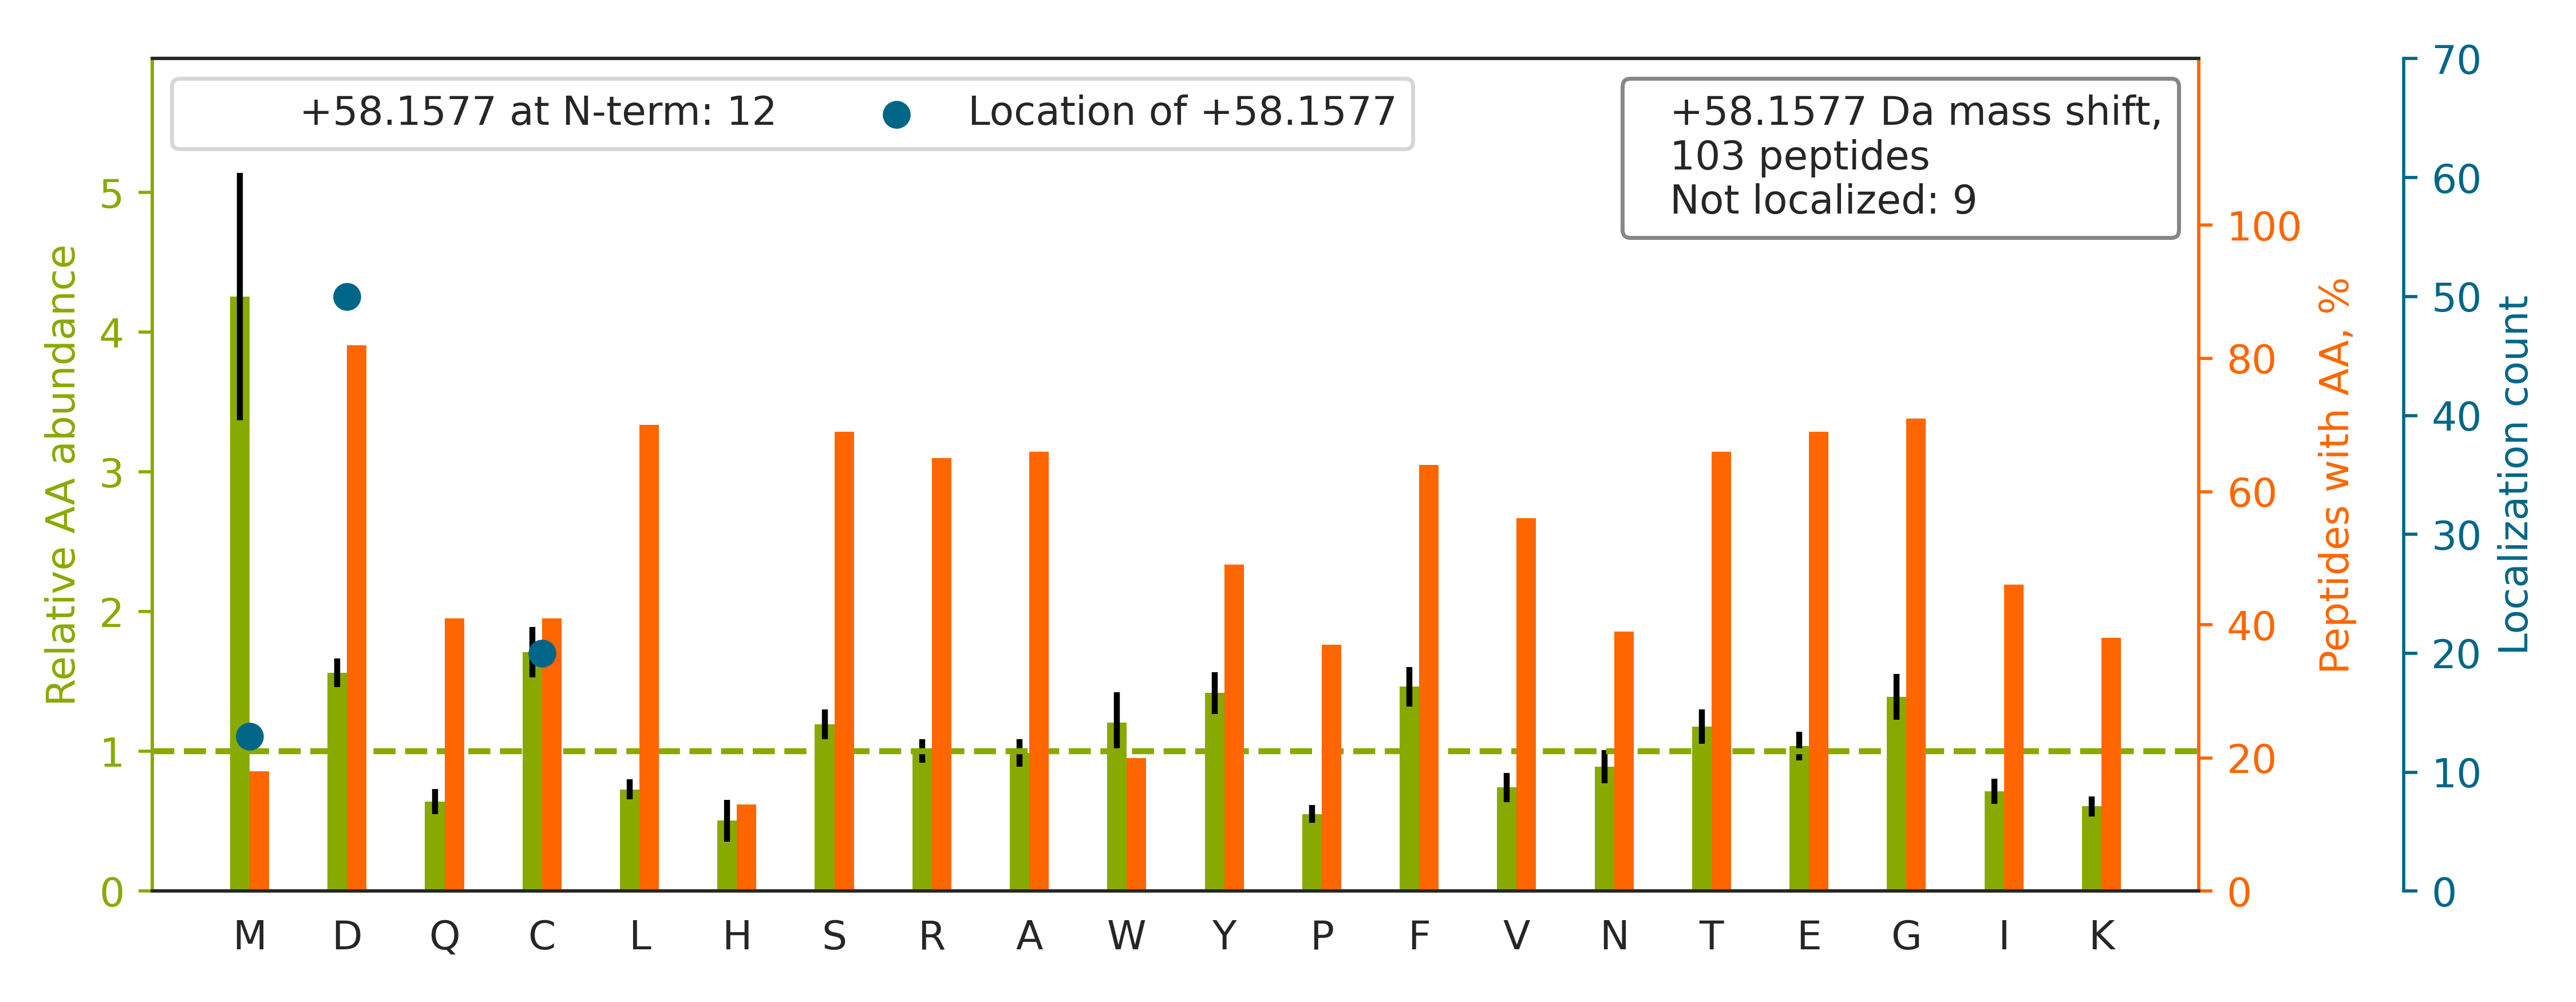 +58.1577 at N-term: 12
Location of +58.1577
+58.1577 Da mass shift,
103 peptides
Not localized: 9
Relative AA abundance
0
1
2
3
4
5
Peptides with AA, %
0
20
40
60
80
100
Localization count
0
10
20
30
40
50
60
70
M D Q C L H S R A W Y P F V N T E G I K